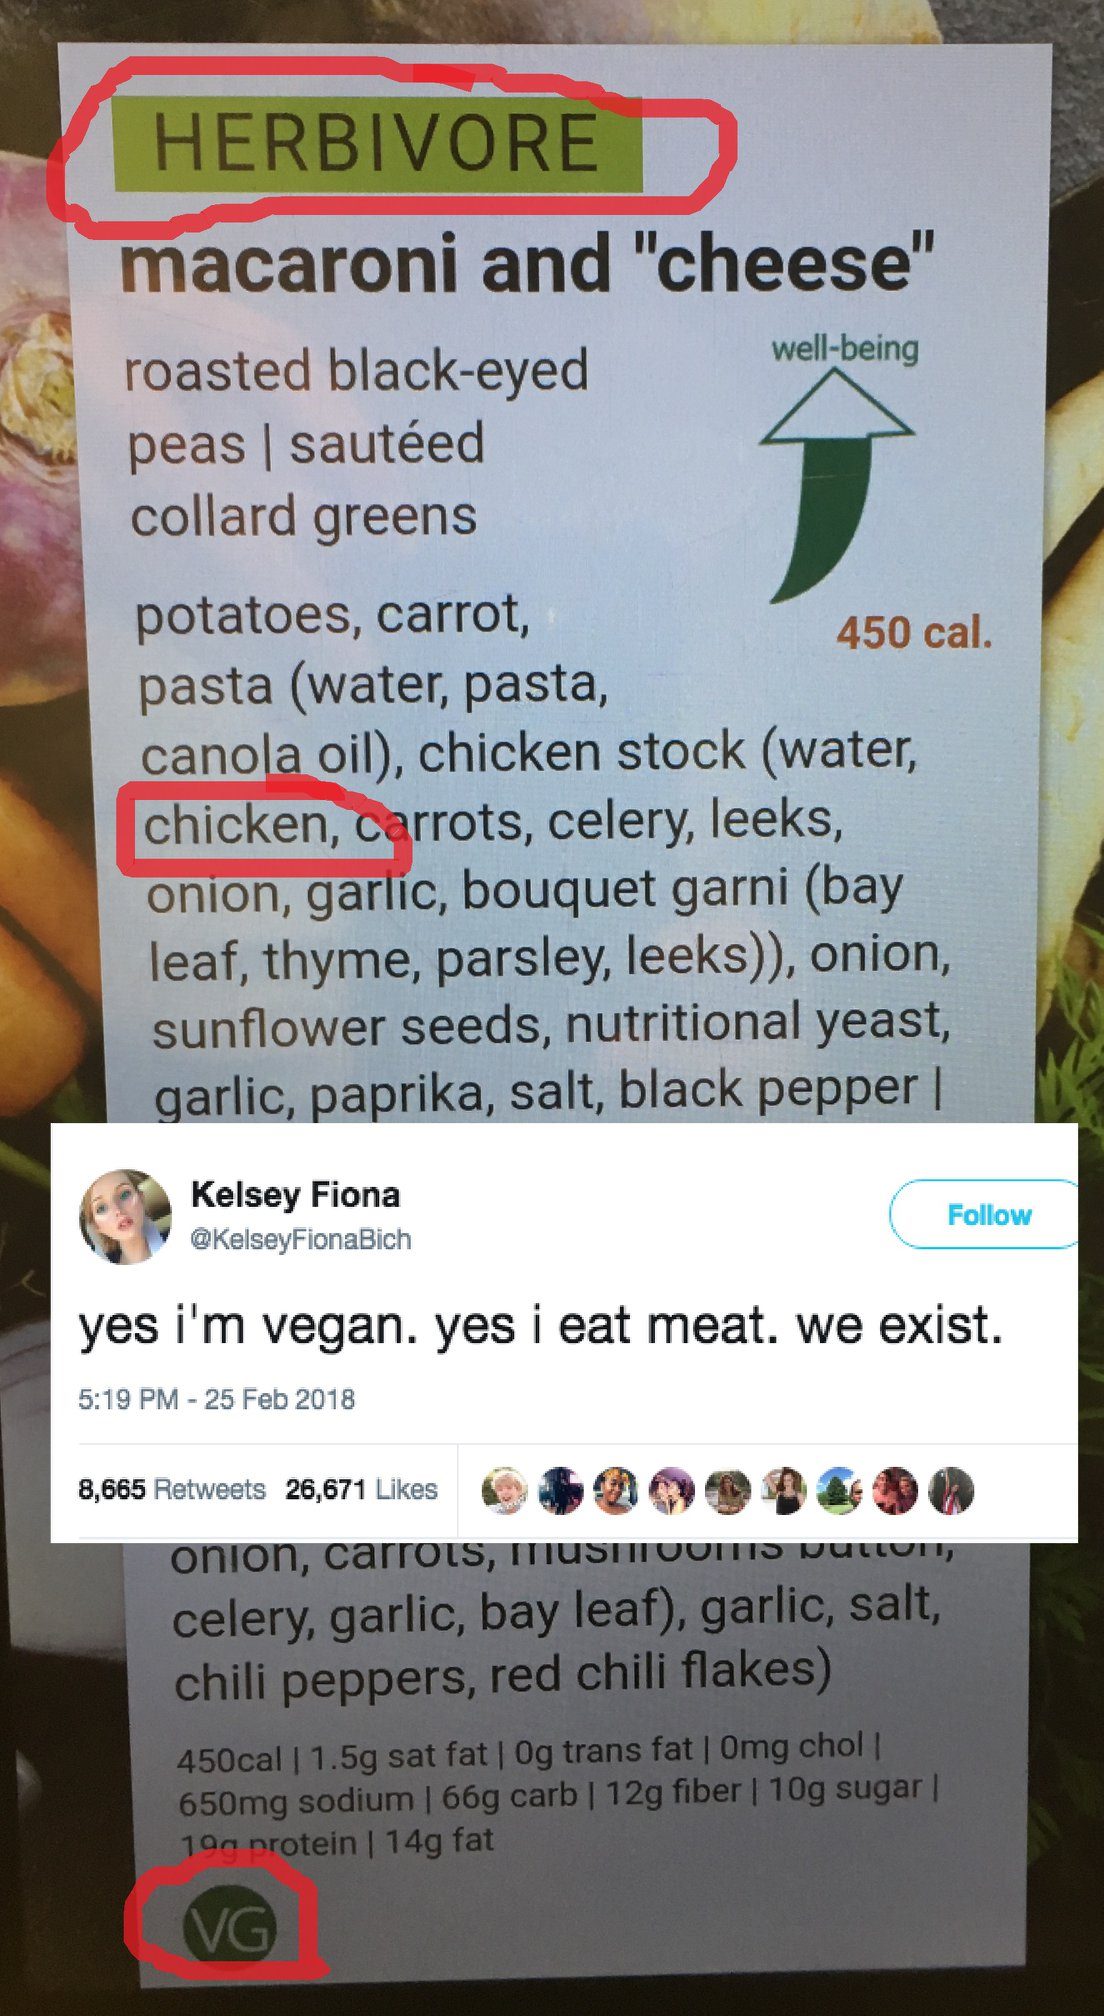 HERBIVORE
macaroni and "cheese"
roasted black-eyed
peas | sautéed
collard greens
well-being
450 cal.
potatoes, carrot,
pasta (water, pasta,
canola oil), chicken stock (water,
chicken, carrots, celery, leeks,
onion, garlic, bouquet garni (bay
leaf, thyme, parsley, leeks)), onion,
sunflower seeds, nutritional yeast,
garlic, paprika, salt, black pepper |
Kelsey Fiona
@KelseyFionaBich
Follow
yes i'm vegan. yes i eat meat. we exist.
5:19 PM - 25 Feb 2018
8,665 Retweets 26,671 Likes
onion, carrots, mushrooms button,
celery, garlic, bay leaf), garlic, salt,
chili peppers, red chili flakes)
450cal | 1.5g sat fat | 0g trans fat | 0mg chol |
650mg sodium | 66g carb | 12g fiber | 10g sugar |
19g protein | 14g fat
VG